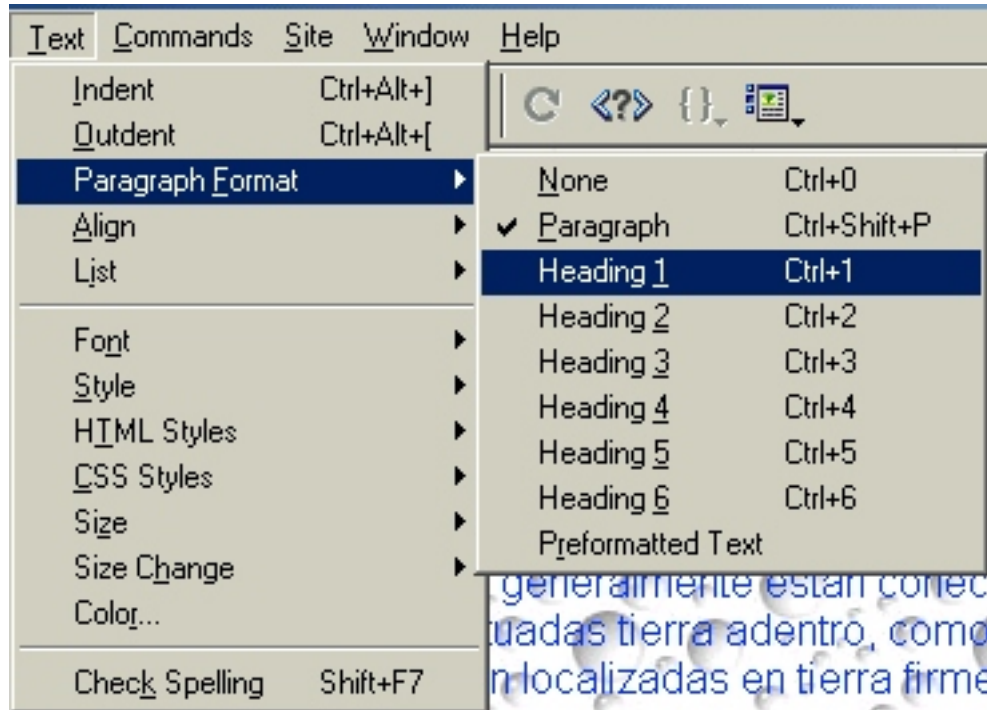 Text Commands Site Window Help
Indent Ctrl+Alt+]
Outdent Ctrl+Alt+[
Paragraph Format
Align
List
Font
Style
HTML Styles
CSS Styles
Size
Size Change
Color...
Check Spelling Shift+F7
None Ctrl+0
Paragraph Ctrl+Shift+P
Heading 1 Ctrl+1
Heading 2 Ctrl+2
Heading 3 Ctrl+3
Heading 4 Ctrl+4
Heading 5 Ctrl+5
Heading 6 Ctrl+6
Preformatted Text
generalmente están conec
uadas tierra adentro, como
n localizadas en tierra firme